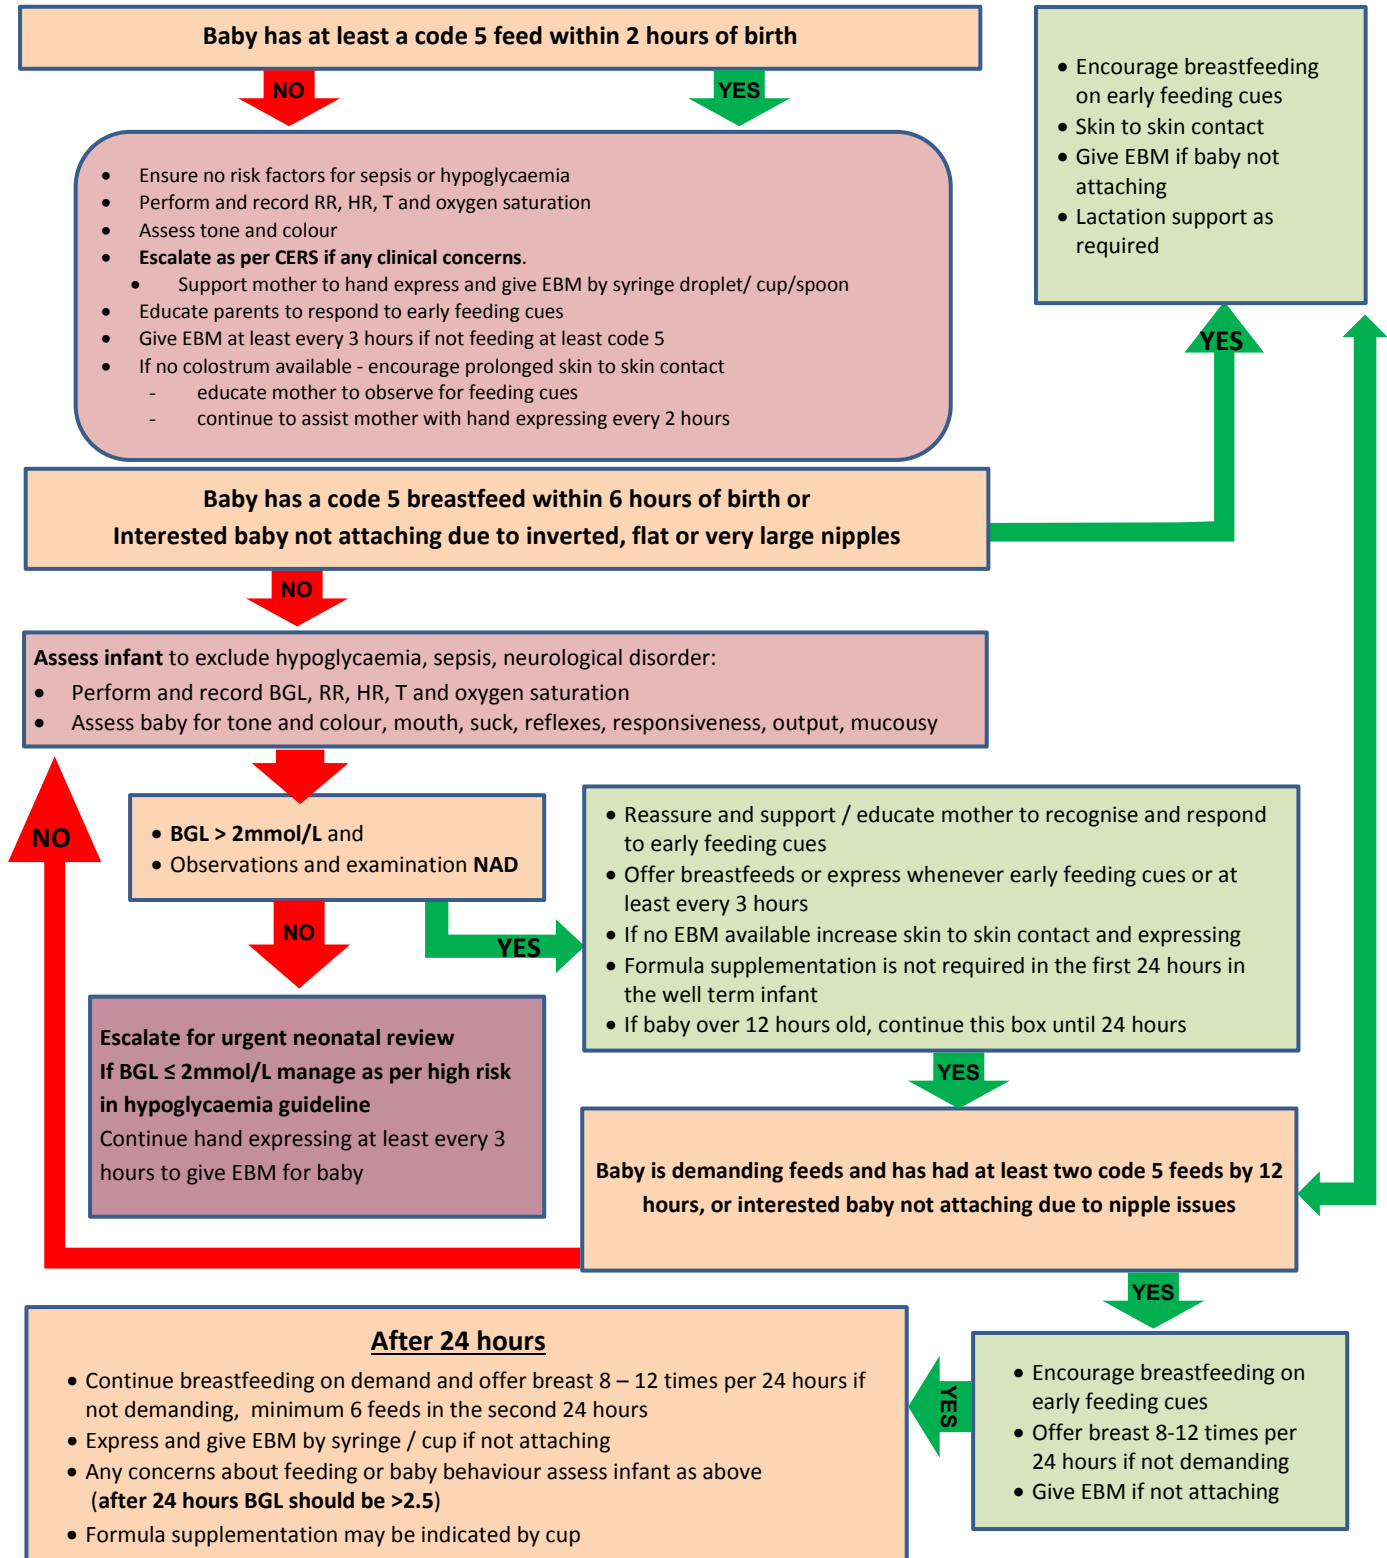 Baby has at least a code 5 feed within 2 hours of birth
NO
YES
• Ensure no risk factors for sepsis or hypoglycaemia
• Perform and record RR, HR, T and oxygen saturation
• Assess tone and colour
• Escalate as per CERS if any clinical concerns.
• Support mother to hand express and give EBM by syringe droplet/ cup/spoon
• Educate parents to respond to early feeding cues
• Give EBM at least every 3 hours if not feeding at least code 5
• If no colostrum available - encourage prolonged skin to skin contact
- educate mother to observe for feeding cues
- continue to assist mother with hand expressing every 2 hours
• Encourage breastfeeding
on early feeding cues
• Skin to skin contact
• Give EBM if baby not
attaching
• Lactation support as
required
YES
Baby has a code 5 breastfeed within 6 hours of birth or
Interested baby not attaching due to inverted, flat or very large nipples
NO
Assess infant to exclude hypoglycaemia, sepsis, neurological disorder:
• Perform and record BGL, RR, HR, T and oxygen saturation
• Assess baby for tone and colour, mouth, suck, reflexes, responsiveness, output, mucousy
NO
• BGL > 2mmol/L and
• Observations and examination NAD
NO
YES
• Reassure and support / educate mother to recognise and respond
to early feeding cues
• Offer breastfeeds or express whenever early feeding cues or at
least every 3 hours
• If no EBM available increase skin to skin contact and expressing
• Formula supplementation is not required in the first 24 hours in
the well term infant
• If baby over 12 hours old, continue this box until 24 hours
Escalate for urgent neonatal review
If BGL ≤ 2mmol/L manage as per high risk
in hypoglycaemia guideline
Continue hand expressing at least every 3
hours to give EBM for baby
YES
Baby is demanding feeds and has had at least two code 5 feeds by 12
hours, or interested baby not attaching due to nipple issues
YES
After 24 hours
• Continue breastfeeding on demand and offer breast 8 – 12 times per 24 hours if
not demanding, minimum 6 feeds in the second 24 hours
• Express and give EBM by syringe / cup if not attaching
• Any concerns about feeding or baby behaviour assess infant as above
(after 24 hours BGL should be >2.5)
• Formula supplementation may be indicated by cup
YES
• Encourage breastfeeding on
early feeding cues
• Offer breast 8-12 times per
24 hours if not demanding
• Give EBM if not attaching